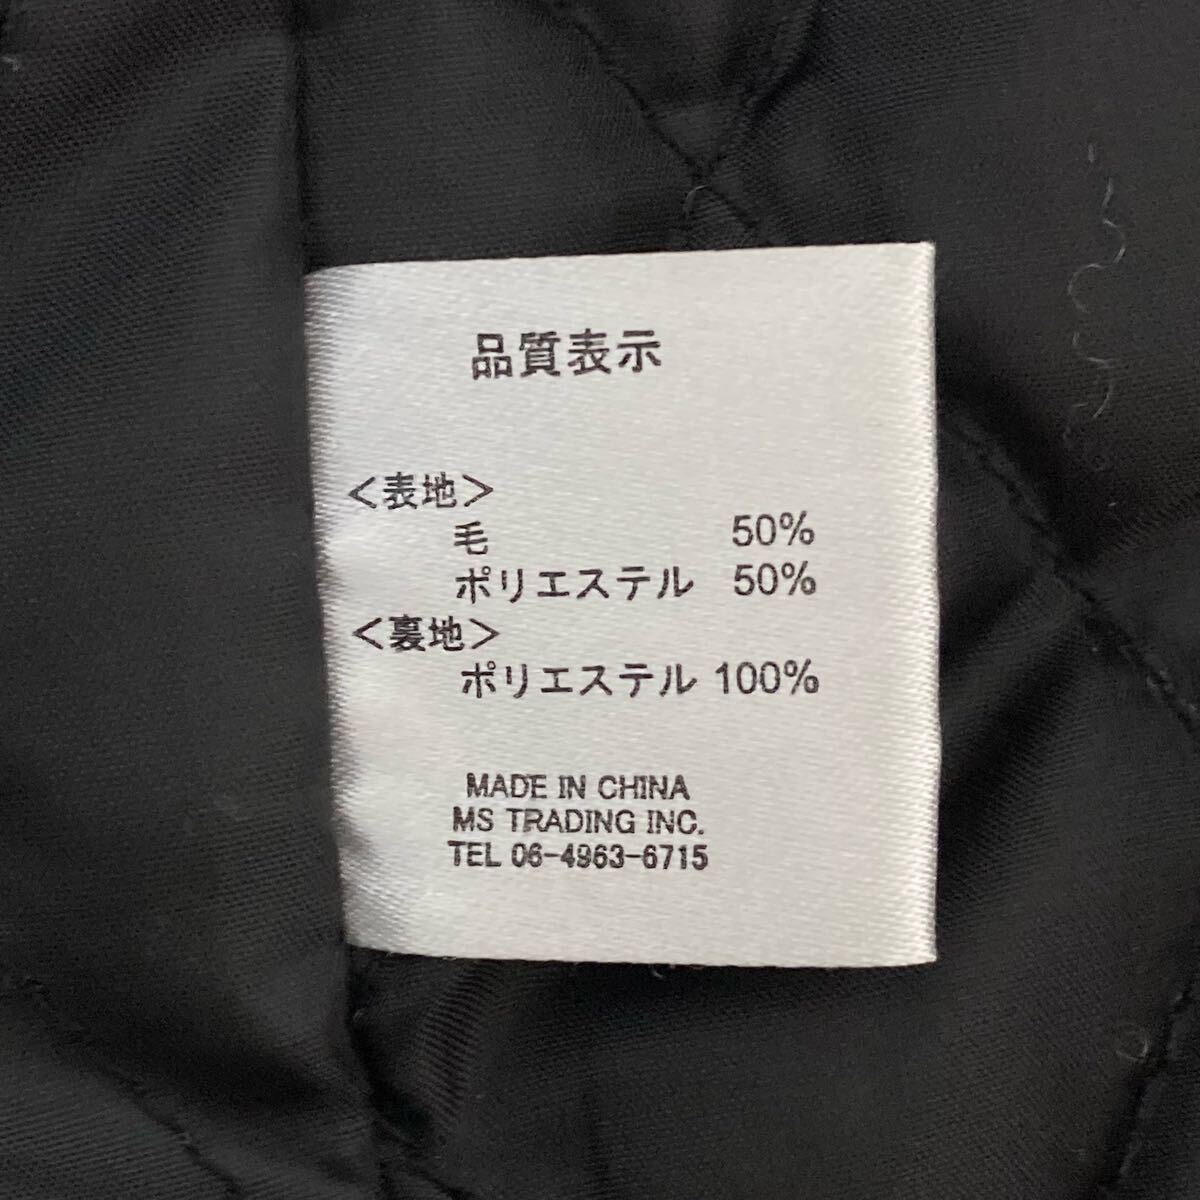 品質表示
<表地>
毛 50%
ポリエステル 50%
<裏地>
ポリエステル 100%
MADE IN CHINA
MS TRADING INC.
TEL 06-4963-6715